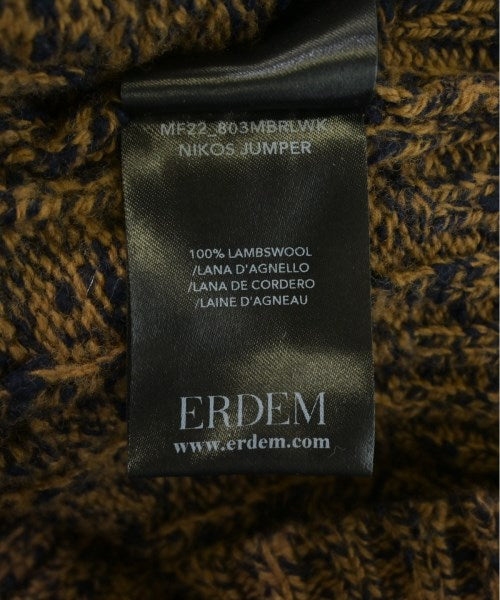 MF22_803MBRLWK
NIKOS JUMPER
100% LAMBSWOOL
/LANA D'AGNELLO
/LANA DE CORDERO
/LAINE D'AGNEAU
ERDEM
www.erdem.com